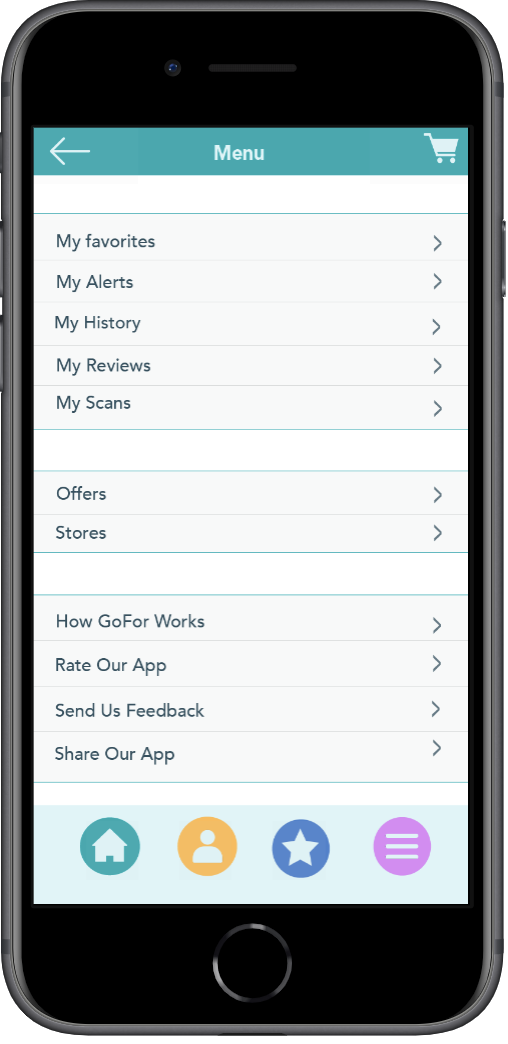 Menu
My favorites
My Alerts
My History
My Reviews
My Scans
Offers
Stores
How GoFor Works
Rate Our App
Send Us Feedback
Share Our App